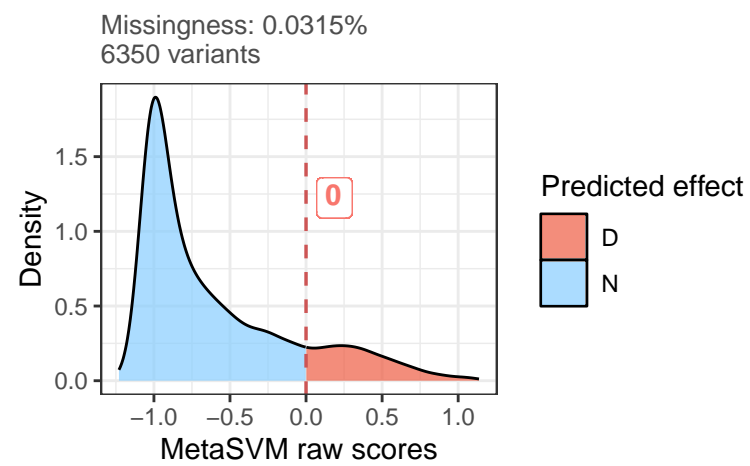 Missingness: 0.0315%
6350 variants
Density
1.5
1.0
0.5
0.0
0
−1.0 −0.5 0.0 0.5 1.0
MetaSVM raw scores
Predicted effect
D
N